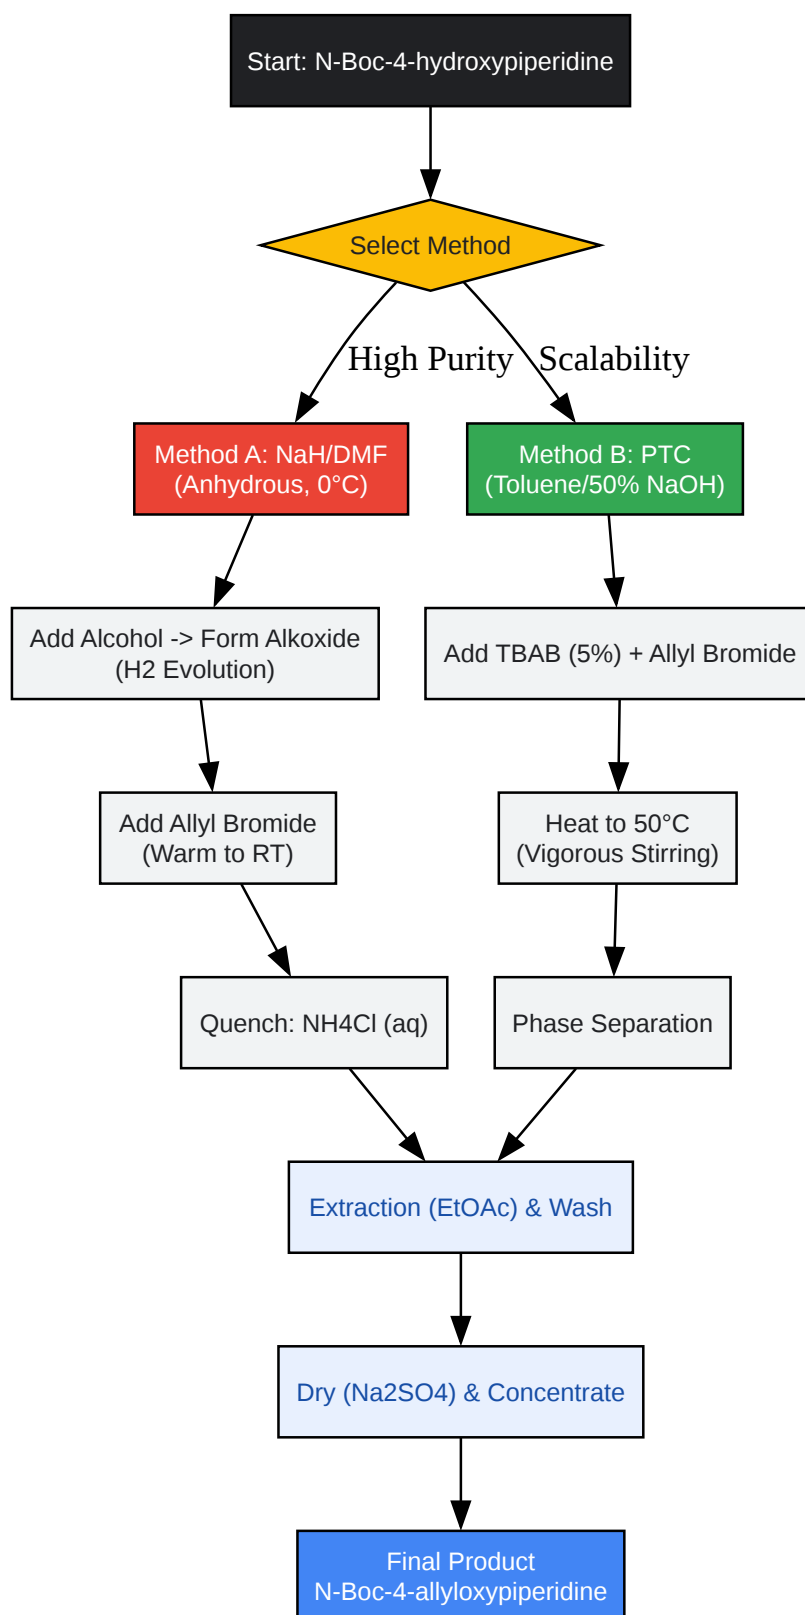 Start: N-Boc-4-hydroxypiperidine
Select Method
High Purity
Scalability
Method A: NaH/DMF
(Anhydrous, 0°C)
Method B: PTC
(Toluene/50% NaOH)
Add Alcohol -> Form Alkoxide
(H2 Evolution)
Add TBAB (5%) + Allyl Bromide
Add Allyl Bromide
(Warm to RT)
Heat to 50°C
(Vigorous Stirring)
Quench: NH4Cl (aq)
Phase Separation
Extraction (EtOAc) & Wash
Dry (Na2SO4) & Concentrate
Final Product
N-Boc-4-allyloxypiperidine